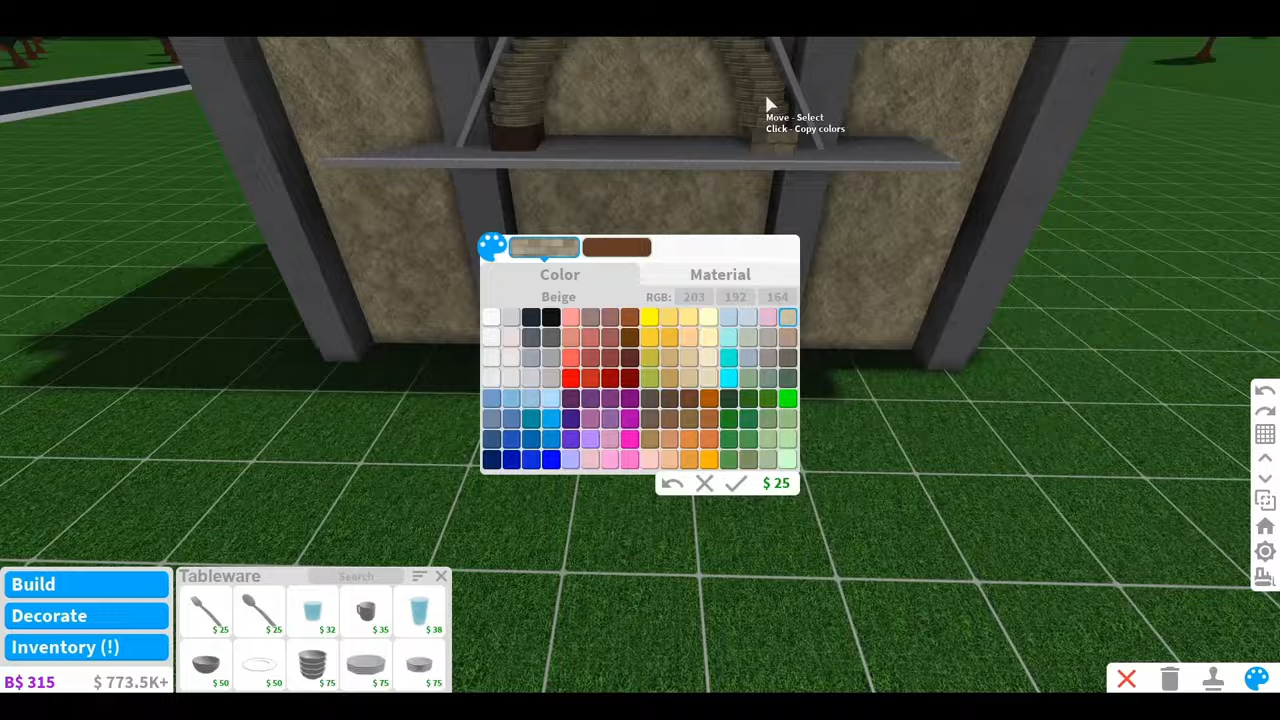 Move - Select
Click - Copy colors
Color
Material
Beige
RGB: 203 192 164
$ 25
Build
Decorate
Inventory (!)
B$ 315
$ 773.5K+
Tableware
Search
$ 25
$ 25
$ 32
$ 35
$ 38
$ 50
$ 50
$ 75
$ 75
$ 75